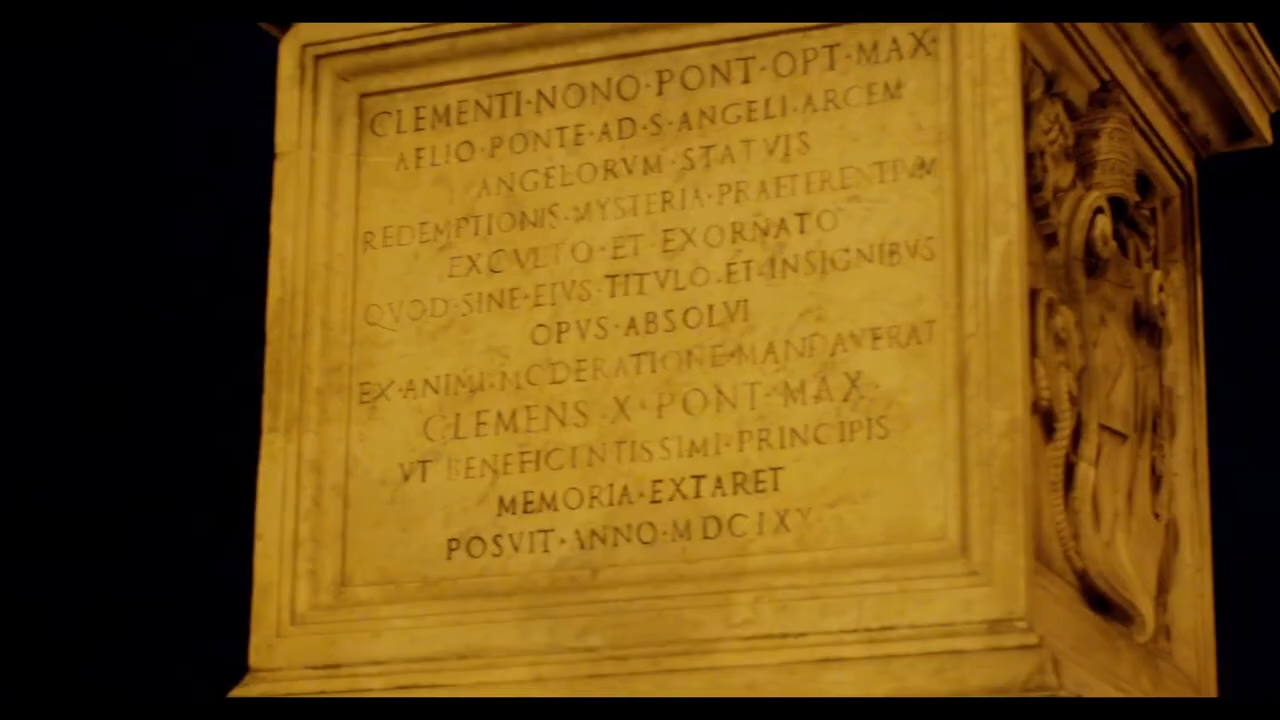 CLEMENTI·NONO·PONT·OPT·MAX·
AELIO·PONTE·AD·S·ANGELI·ARCEM
ANGELORVM·STATVIS
REDEMPTIONIS·MYSTERIA·PRAETERENTIVM
EXCVLTO·ET·EXORNATO
QVOD·SINE·EIVS·TITVLO·ET·INSIGNIBVS
OPVS·ABSOLVI
EX·ANIMI·MODERATIONE·MANDAVERAT
CLEMENS·X·PONT·MAX·
VT BENEFICENTISSIMI·PRINCIPIS
MEMORIA·EXTARET
POSVIT·ANNO·MDCLXX